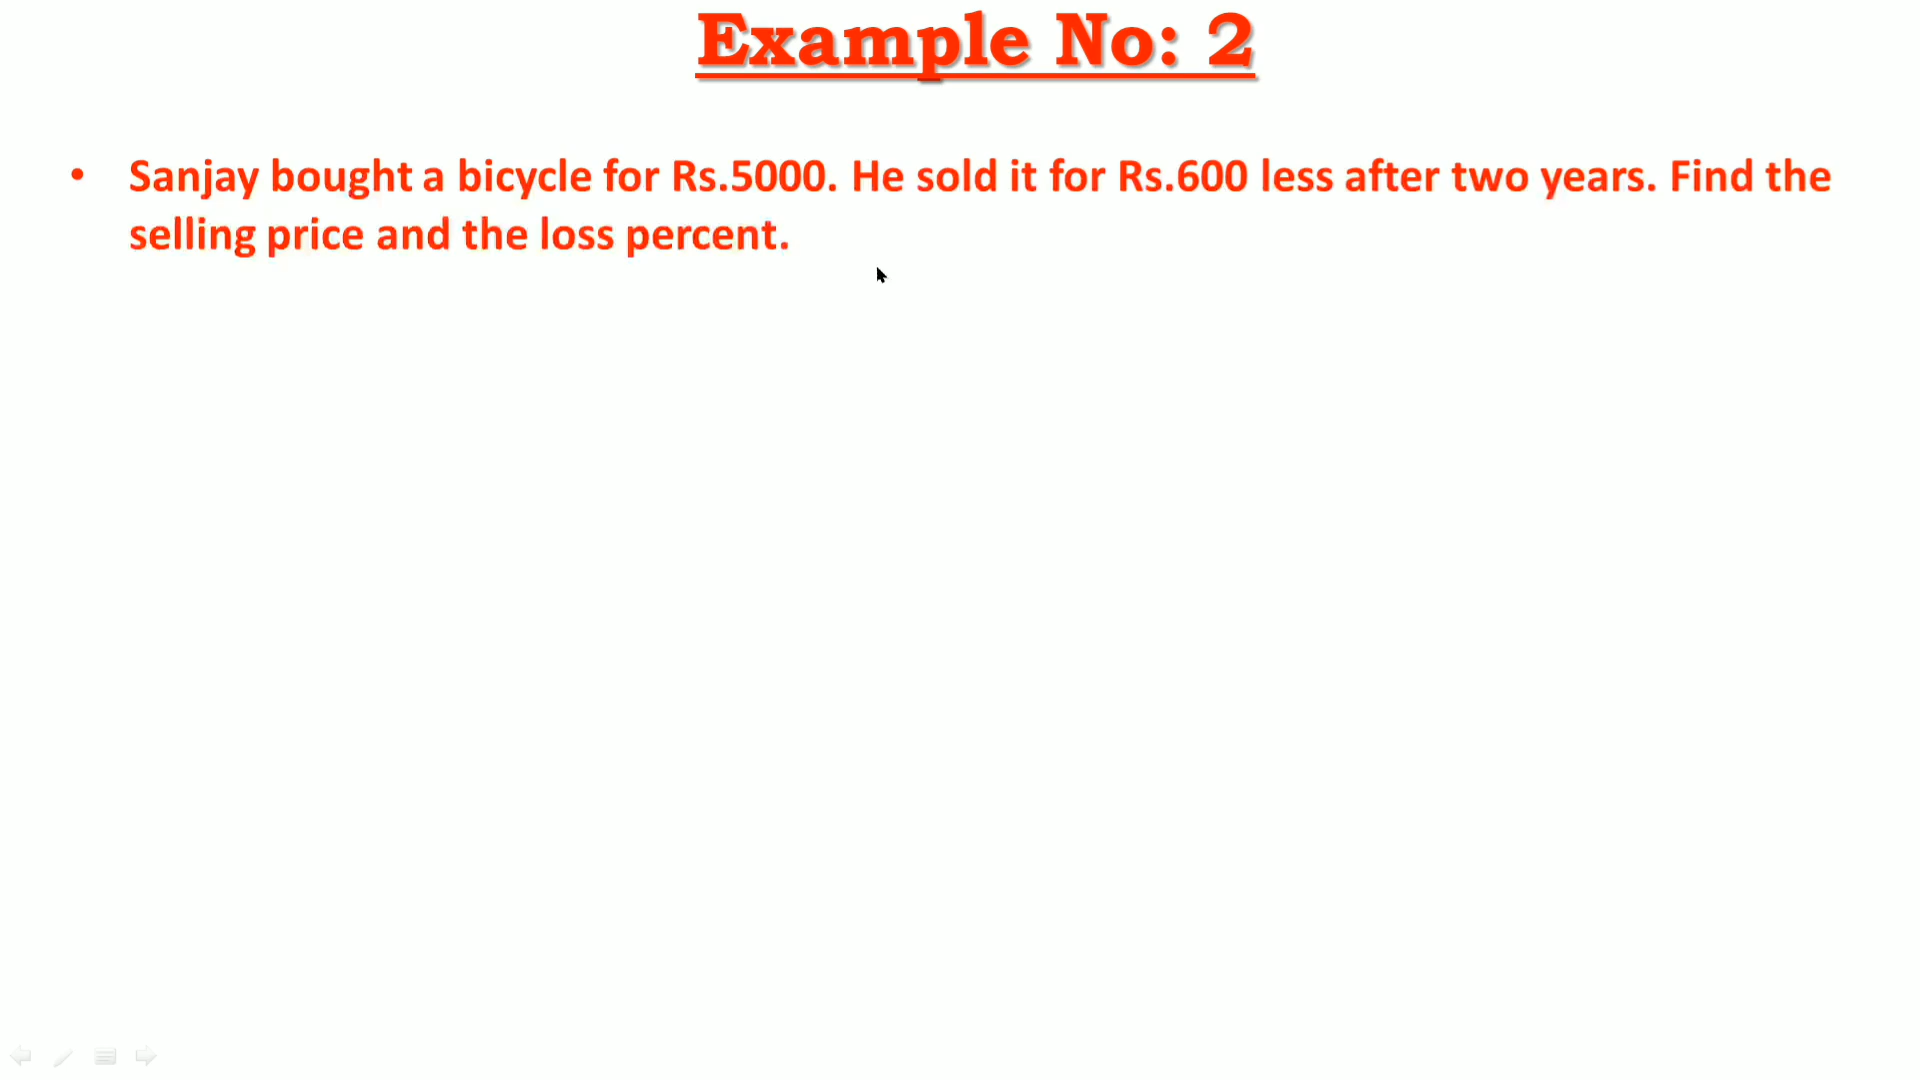 Example No: 2
• Sanjay bought a bicycle for Rs.5000. He sold it for Rs.600 less after two years. Find the
selling price and the loss percent.